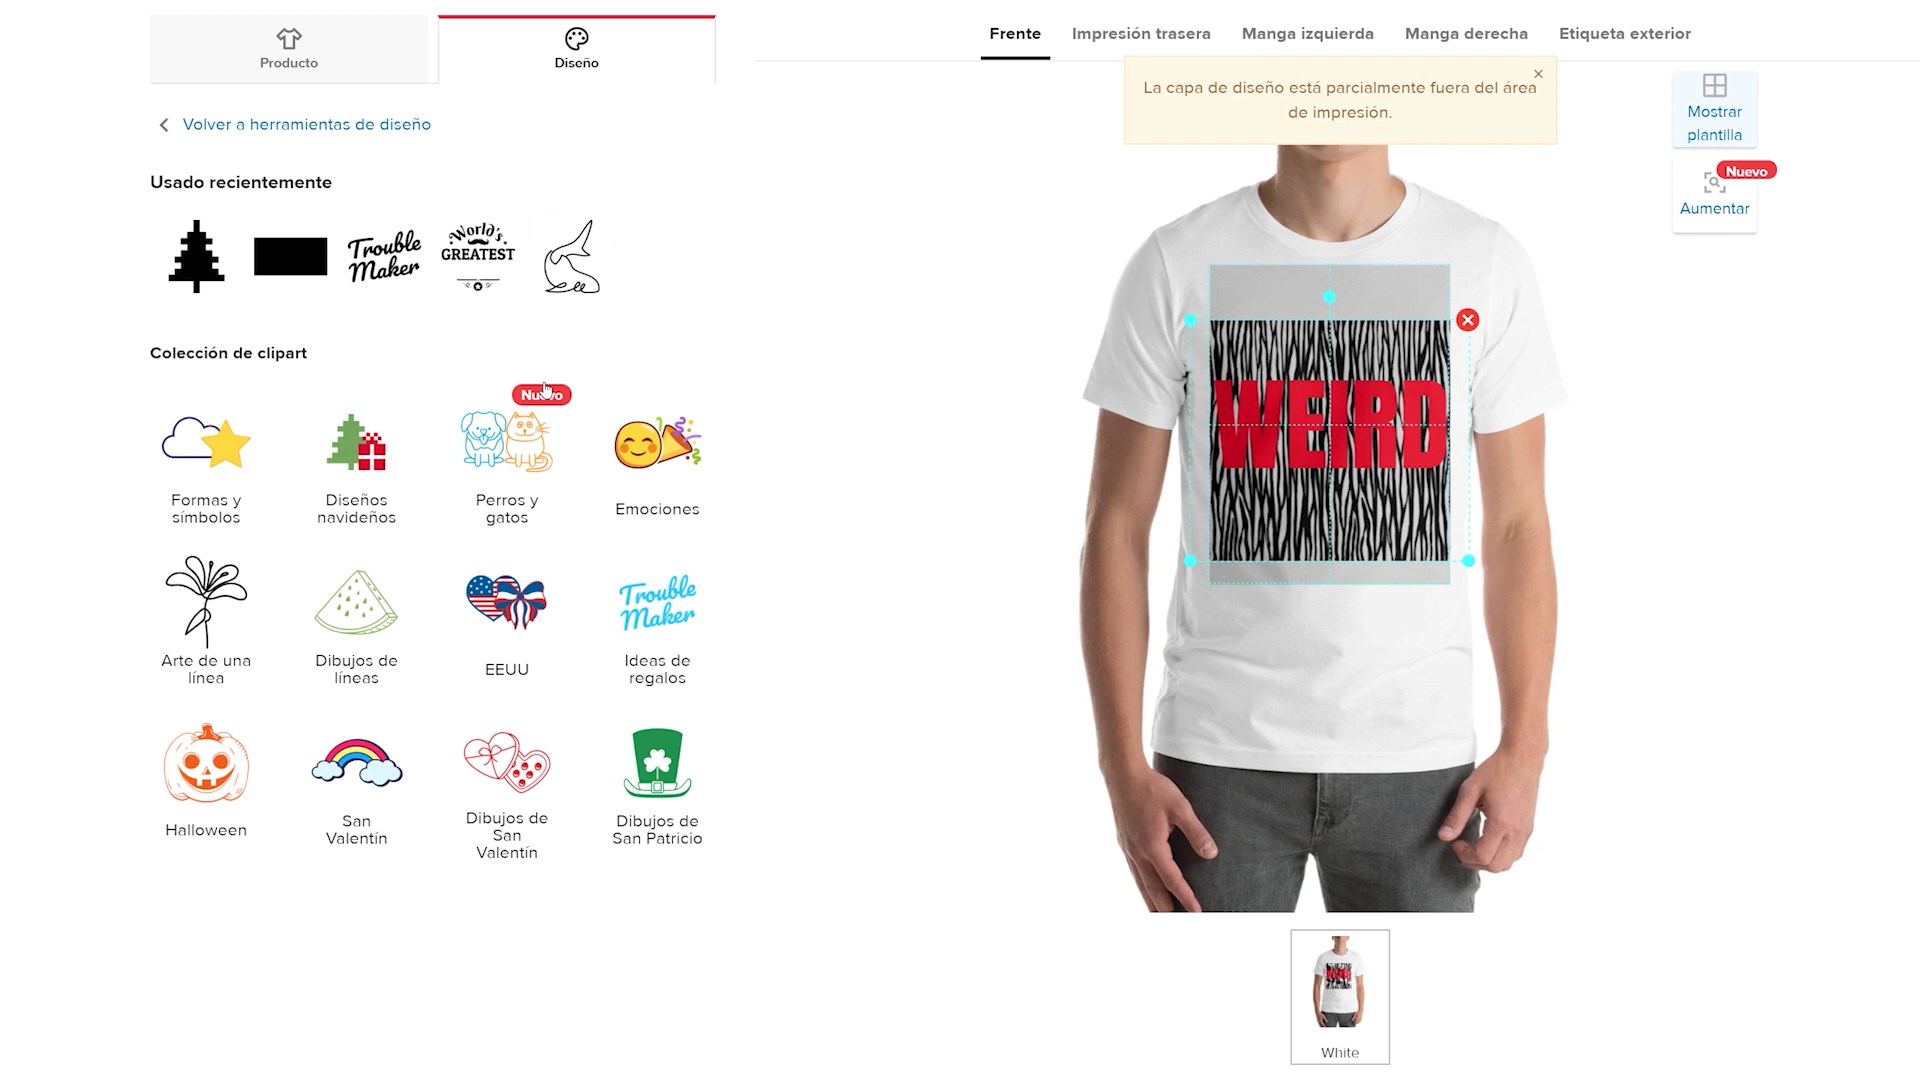 Producto
Diseño
Volver a herramientas de diseño
Usado recientemente
Trouble
Maker
World's
GREATEST
Colección de clipart
Formas y
símbolos
Diseños
navideños
Nuevo
Perros y
gatos
Emociones
Arte de una
línea
Dibujos de
líneas
EEUU
Trouble
Maker
Ideas de
regalos
Halloween
San
Valentín
Dibujos de
San
Valentín
Dibujos de
San Patricio
Frente
Impresión trasera
Manga izquierda
Manga derecha
Etiqueta exterior
La capa de diseño está parcialmente fuera del área
de impresión.
Mostrar
plantilla
Nuevo
Aumentar
WEIRD
WEIRD
White